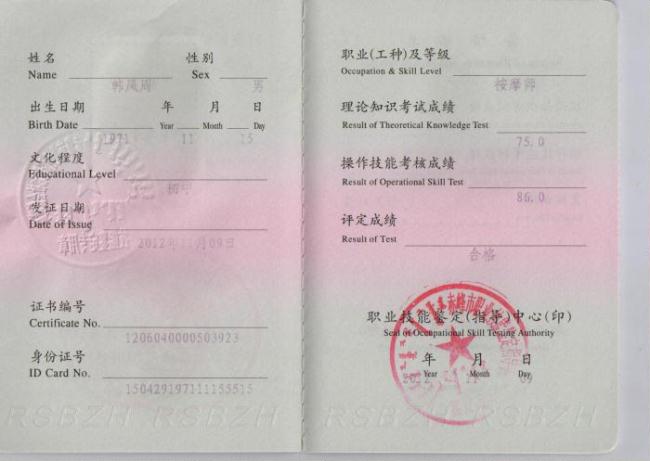 姓名 性别
Name Sex
韩凤周 男
出生日期 年 月 日
Birth Date Year Month Day
1971 11 15
文化程度
Educational Level
初中
发证日期
Date of Issue
2012年11月09日
证书编号
Certificate No.
1206040000503923
身份证号
ID Card No.
150429197111155515
RSBZH RSBZH
职业(工种)及等级
Occupation & Skill Level
按摩师
理论知识考试成绩
Result of Theoretical Knowledge Test
75.0
操作技能考核成绩
Result of Operational Skill Test
86.0
评定成绩
Result of Test
合格
职业技能鉴定(指导)中心(印)
Seal of Occupational Skill Testing Authority
年 月 日
Year Month Day
2012 11 09
RSBZH RSBZH